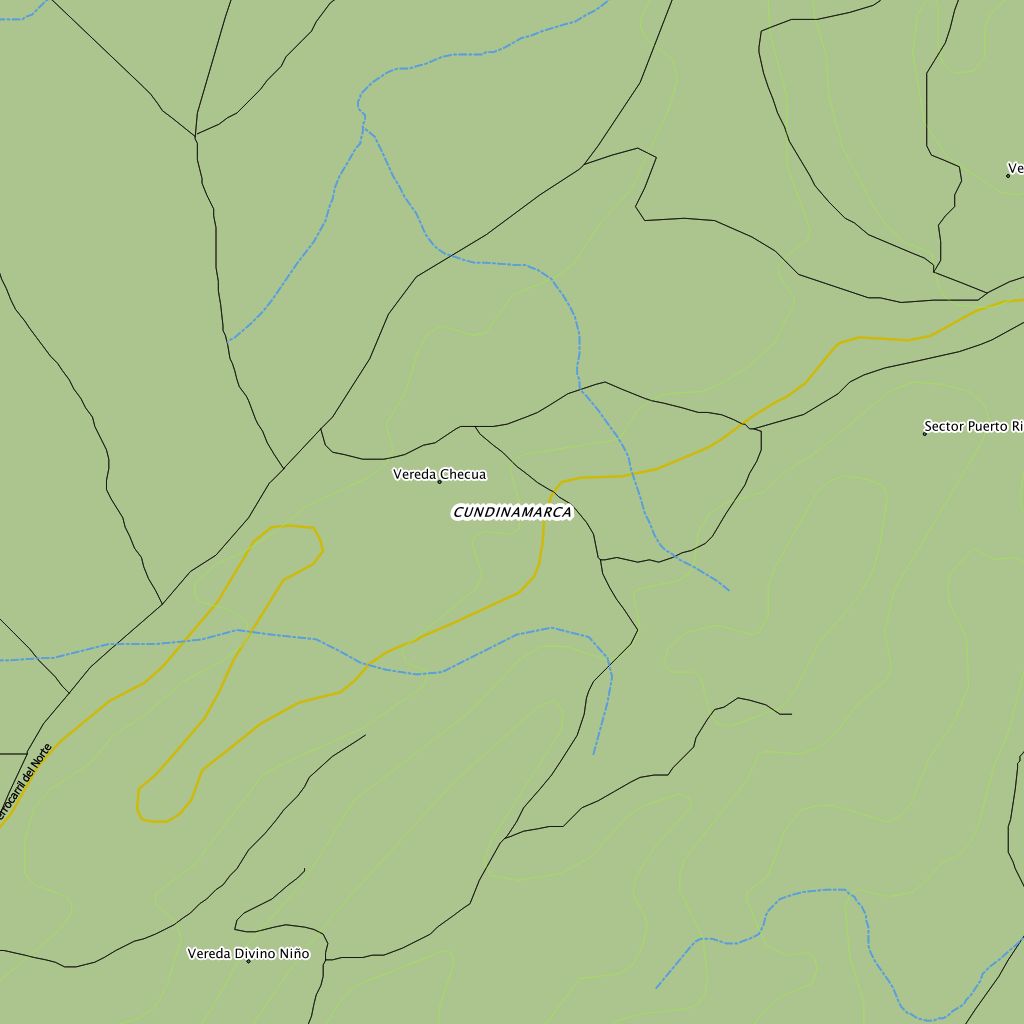 Ve
Sector Puerto Ri
Vereda Checua
CUNDINAMARCA
errocarril del Norte
Vereda Divino Niño